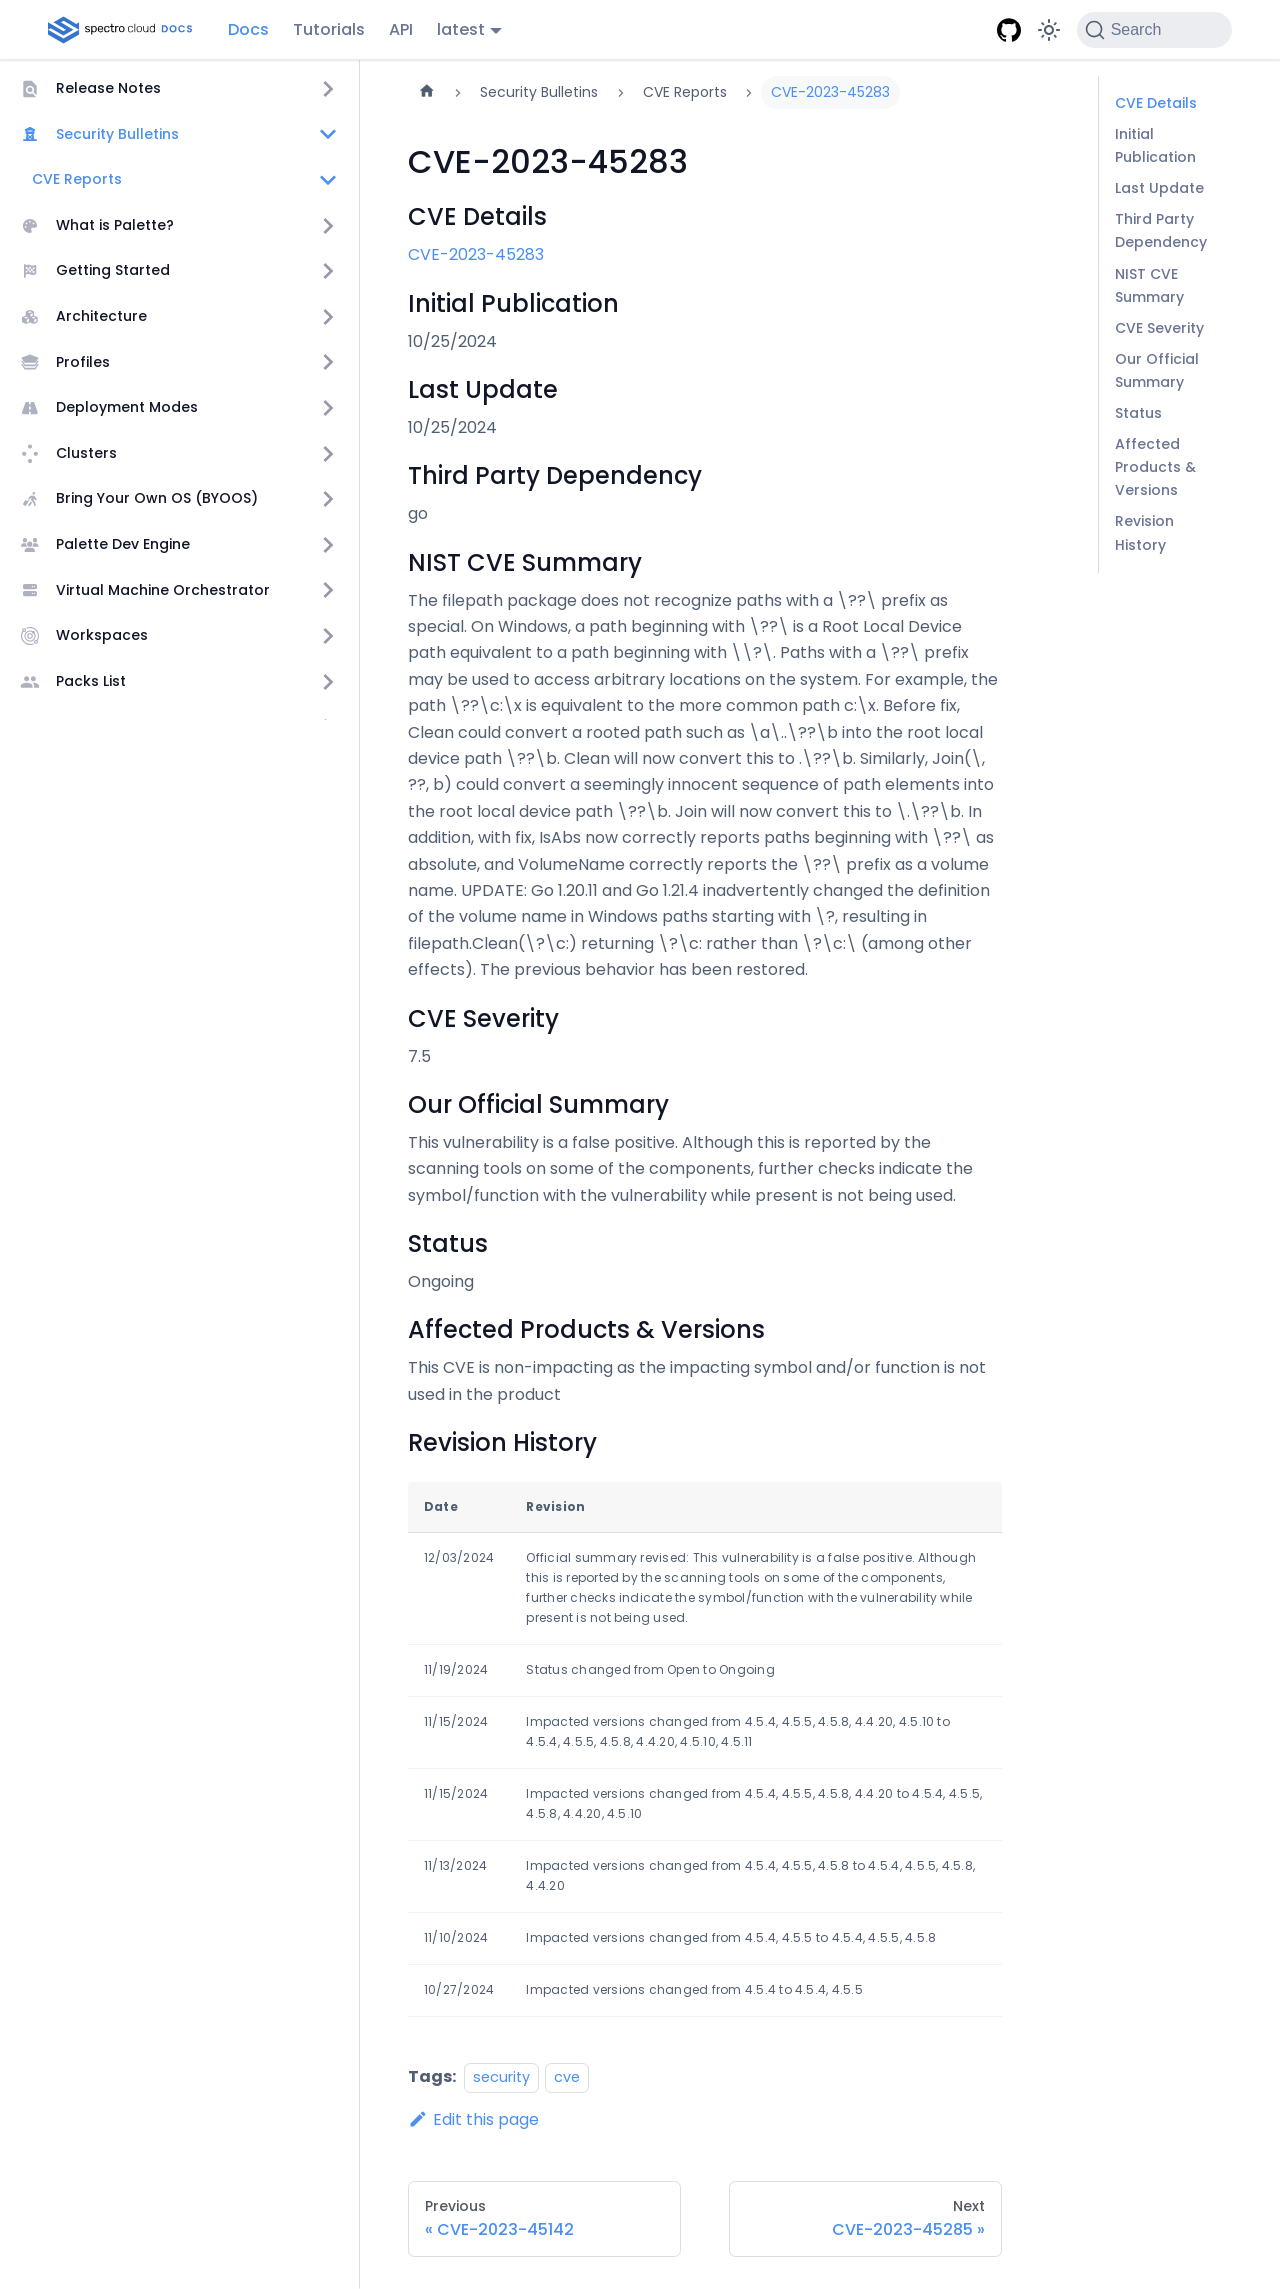 spectro cloud DOCS
Docs
Tutorials
API
latest
Search
Release Notes
Security Bulletins
CVE Reports
What is Palette?
Getting Started
Architecture
Profiles
Deployment Modes
Clusters
Bring Your Own OS (BYOOS)
Palette Dev Engine
Virtual Machine Orchestrator
Workspaces
Packs List
Security Bulletins
CVE Reports
CVE-2023-45283
CVE-2023-45283
CVE Details
CVE-2023-45283
Initial Publication
10/25/2024
Last Update
10/25/2024
Third Party Dependency
go
NIST CVE Summary
The filepath package does not recognize paths with a \??\ prefix as
special. On Windows, a path beginning with \??\ is a Root Local Device
path equivalent to a path beginning with \\?\. Paths with a \??\ prefix
may be used to access arbitrary locations on the system. For example, the
path \??\c:\x is equivalent to the more common path c:\x. Before fix,
Clean could convert a rooted path such as \a\..\??\b into the root local
device path \??\b. Clean will now convert this to .\??\b. Similarly, Join(\,
??, b) could convert a seemingly innocent sequence of path elements into
the root local device path \??\b. Join will now convert this to \.\??\b. In
addition, with fix, IsAbs now correctly reports paths beginning with \??\ as
absolute, and VolumeName correctly reports the \??\ prefix as a volume
name. UPDATE: Go 1.20.11 and Go 1.21.4 inadvertently changed the definition
of the volume name in Windows paths starting with \?, resulting in
filepath.Clean(\?\c:) returning \?\c: rather than \?\c:\ (among other
effects). The previous behavior has been restored.
CVE Severity
7.5
Our Official Summary
This vulnerability is a false positive. Although this is reported by the
scanning tools on some of the components, further checks indicate the
symbol/function with the vulnerability while present is not being used.
Status
Ongoing
Affected Products & Versions
This CVE is non-impacting as the impacting symbol and/or function is not
used in the product
Revision History
Date Revision
12/03/2024 Official summary revised: This vulnerability is a false positive. Although
this is reported by the scanning tools on some of the components,
further checks indicate the symbol/function with the vulnerability while
present is not being used.
11/19/2024 Status changed from Open to Ongoing
11/15/2024 Impacted versions changed from 4.5.4, 4.5.5, 4.5.8, 4.4.20, 4.5.10 to
4.5.4, 4.5.5, 4.5.8, 4.4.20, 4.5.10, 4.5.11
11/15/2024 Impacted versions changed from 4.5.4, 4.5.5, 4.5.8, 4.4.20 to 4.5.4, 4.5.5,
4.5.8, 4.4.20, 4.5.10
11/13/2024 Impacted versions changed from 4.5.4, 4.5.5, 4.5.8 to 4.5.4, 4.5.5, 4.5.8,
4.4.20
11/10/2024 Impacted versions changed from 4.5.4, 4.5.5 to 4.5.4, 4.5.5, 4.5.8
10/27/2024 Impacted versions changed from 4.5.4 to 4.5.4, 4.5.5
Tags: security cve
Edit this page
Previous
« CVE-2023-45142
Next
CVE-2023-45285 »
CVE Details
Initial
Publication
Last Update
Third Party
Dependency
NIST CVE
Summary
CVE Severity
Our Official
Summary
Status
Affected
Products &
Versions
Revision
History